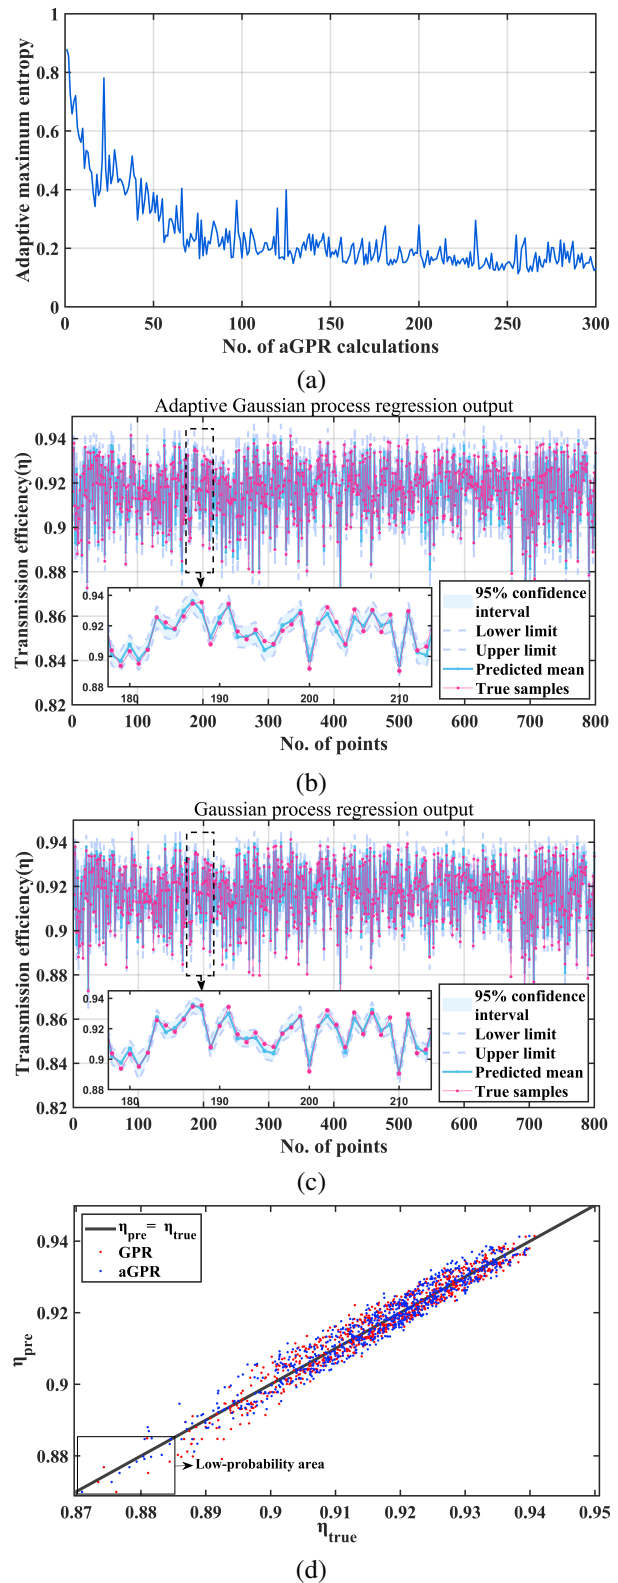 1
0.8
0.6
0.4
0.2
0
Adaptive maximum entropy
0 50 100 150 200 250 300
No. of aGPR calculations
(a)
Adaptive Gaussian process regression output
0.94
0.92
0.9
0.88
0.86
0.84
0.82
Transmission efficiency(η)
0.94
0.92
0.9
0.88
180 190 200 210
95% confidence
interval
Lower limit
Upper limit
Predicted mean
True samples
0 100 200 300 400 500 600 700 800
No. of points
(b)
Gaussian process regression output
0.94
0.92
0.9
0.88
0.86
0.84
0.82
Transmission efficiency(η)
0.94
0.92
0.9
0.88
180 190 200 210
95% confidence
interval
Lower limit
Upper limit
Predicted mean
True samples
0 100 200 300 400 500 600 700 800
No. of points
(c)
η_pre = η_true
GPR
aGPR
0.94
0.92
0.9
0.88
η_pre
Low-probability area
0.87 0.88 0.89 0.9 0.91 0.92 0.93 0.94 0.95
η_true
(d)